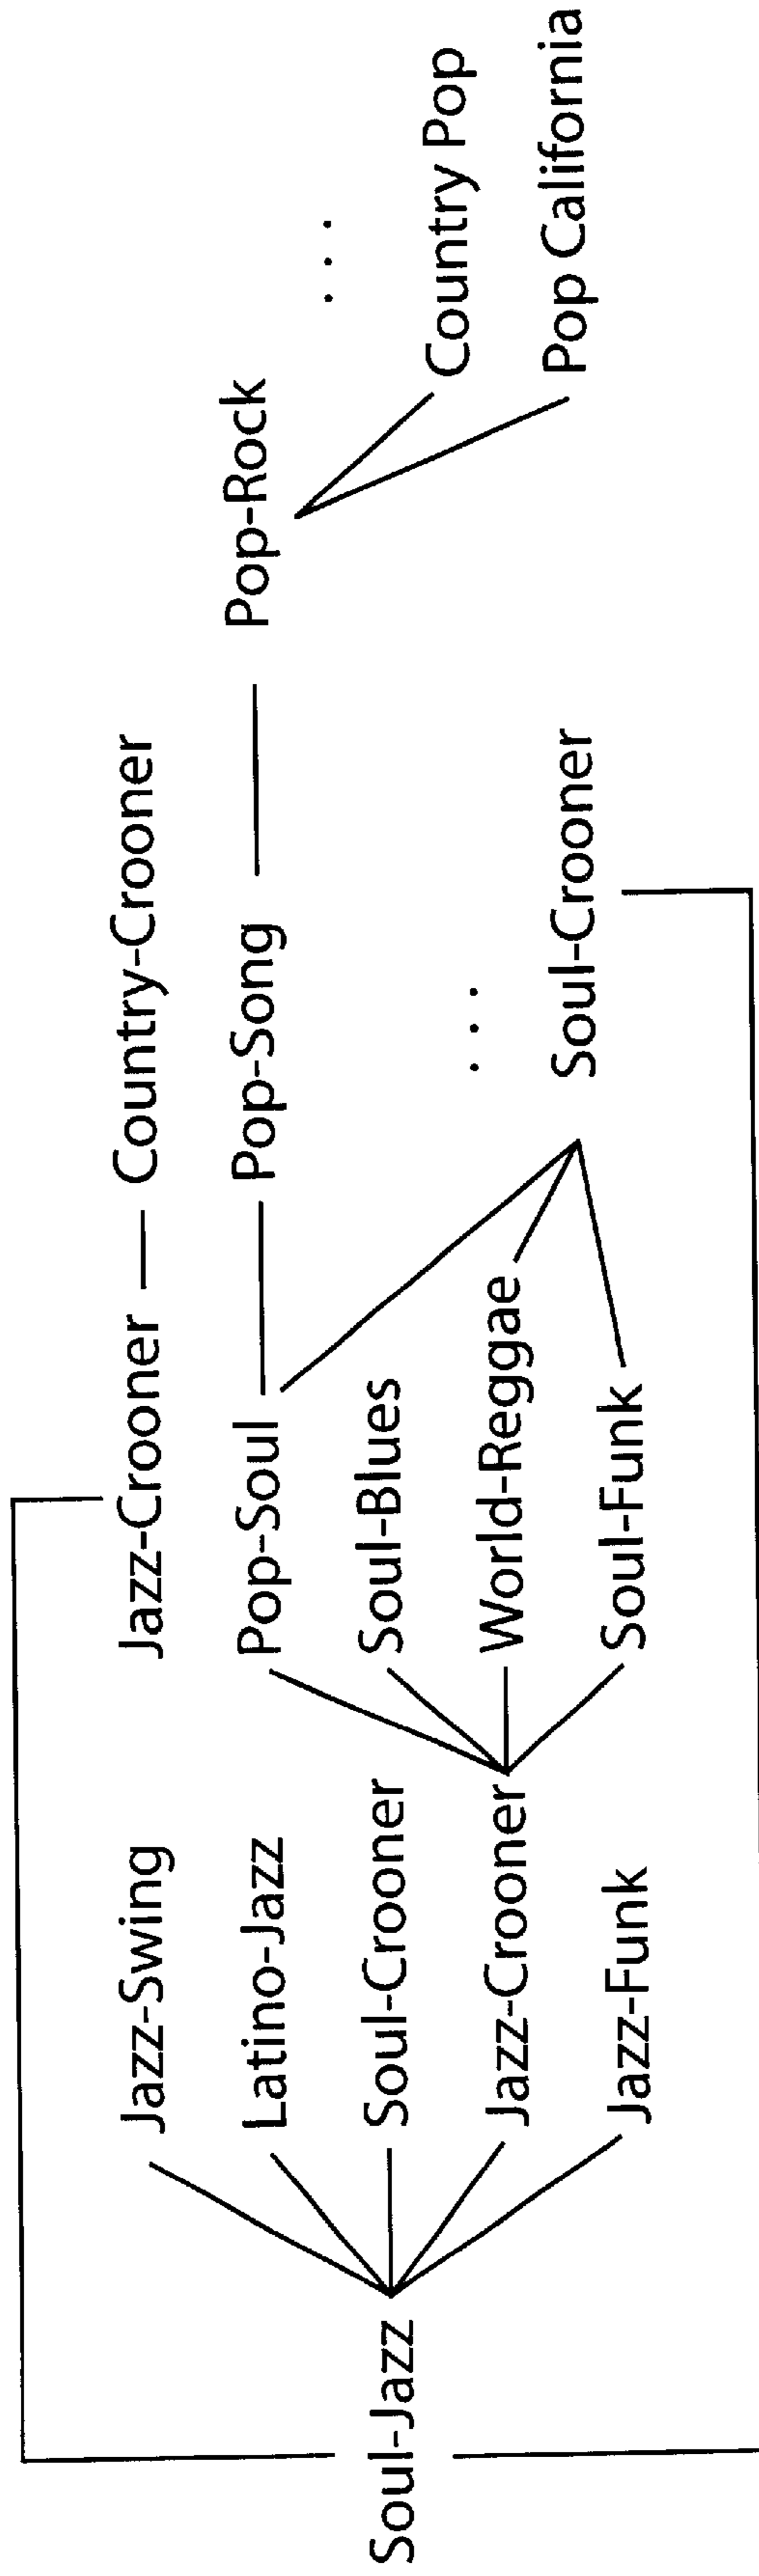 Soul-Jazz
Jazz-Swing
Latino-Jazz
Soul-Crooner
Jazz-Crooner
Jazz-Funk
Jazz-Crooner — Country-Crooner
Pop-Soul
Soul-Blues
World-Reggae
Soul-Funk
Pop-Song
. . .
Soul-Crooner
Pop-Rock
. . .
Country Pop
Pop California